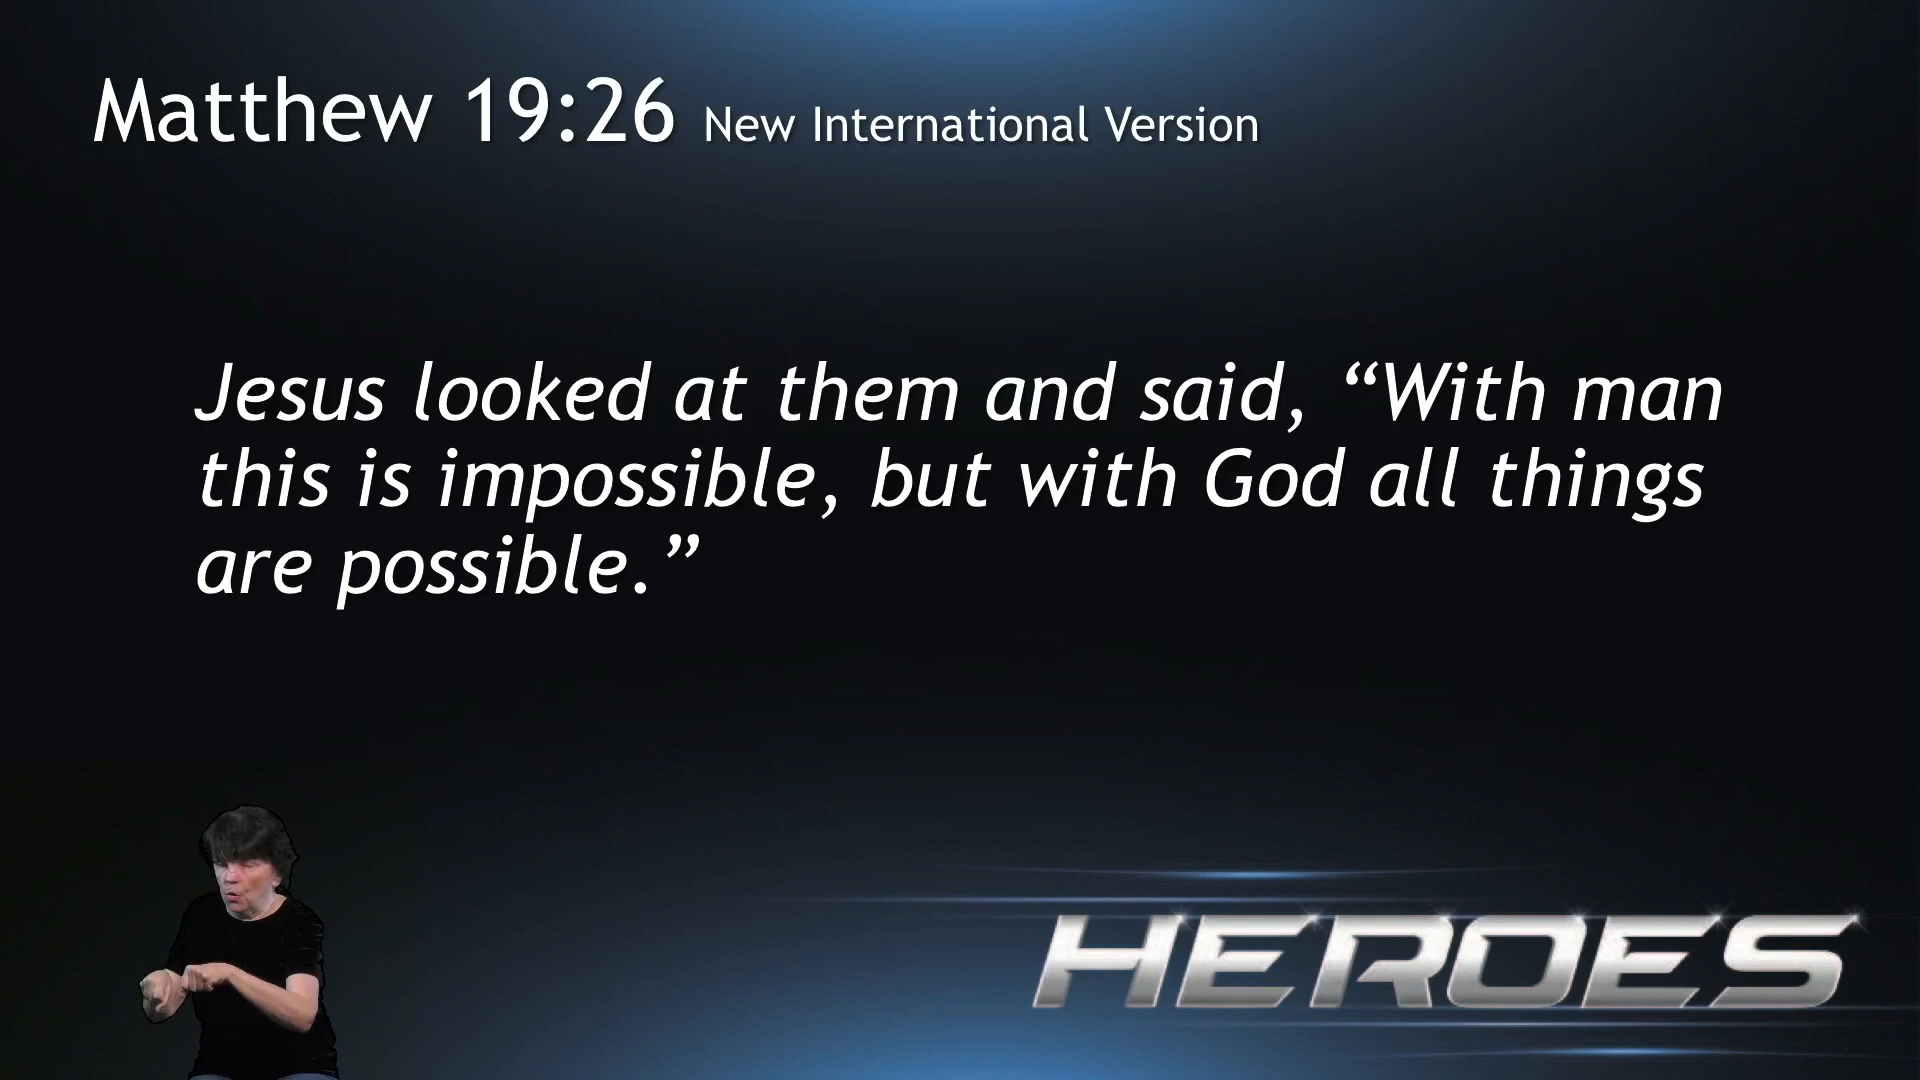 Matthew 19:26 New International Version
Jesus looked at them and said, “With man
this is impossible, but with God all things
are possible.”
HEROES